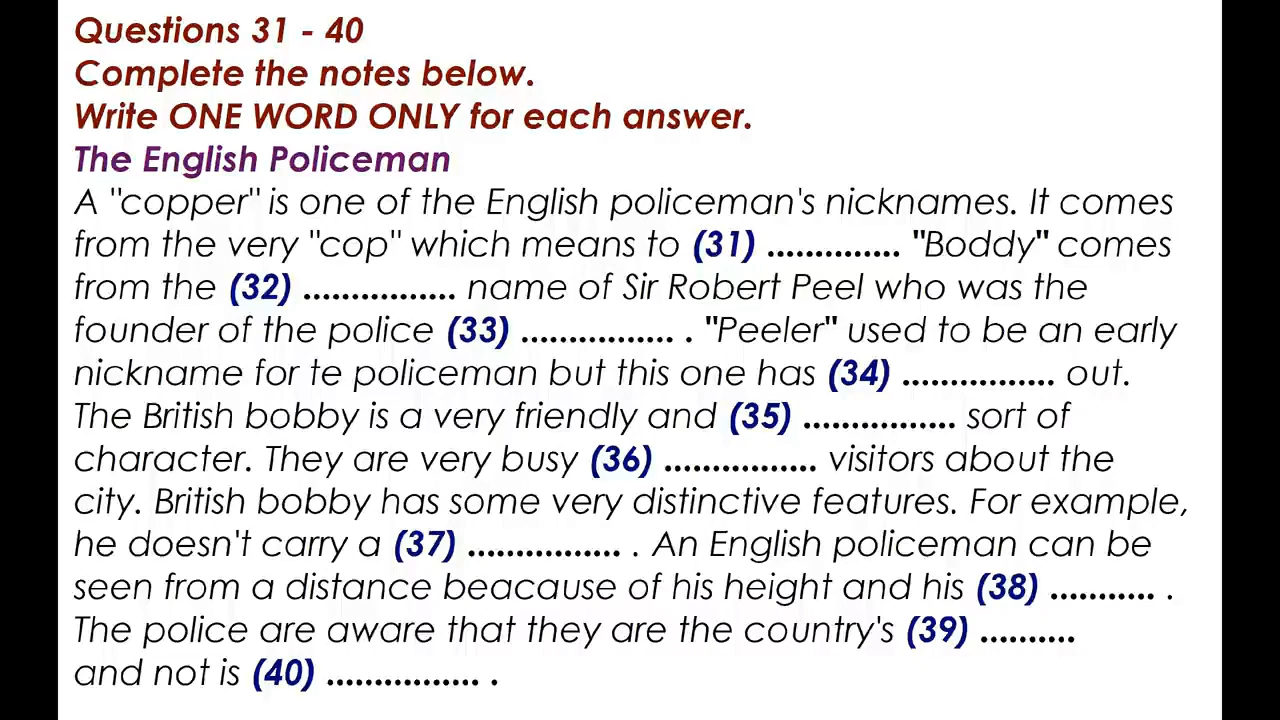 Questions 31 - 40
Complete the notes below.
Write ONE WORD ONLY for each answer.
The English Policeman
A "copper" is one of the English policeman's nicknames. It comes
from the very "cop" which means to (31) .............. "Boddy" comes
from the (32) ................ name of Sir Robert Peel who was the
founder of the police (33) ................ . "Peeler" used to be an early
nickname for te policeman but this one has (34) ................ out.
The British bobby is a very friendly and (35) ................ sort of
character. They are very busy (36) ................ visitors about the
city. British bobby has some very distinctive features. For example,
he doesn't carry a (37) ................ . An English policeman can be
seen from a distance beacause of his height and his (38) ........... .
The police are aware that they are the country's (39) ..........
and not is (40) ................ .